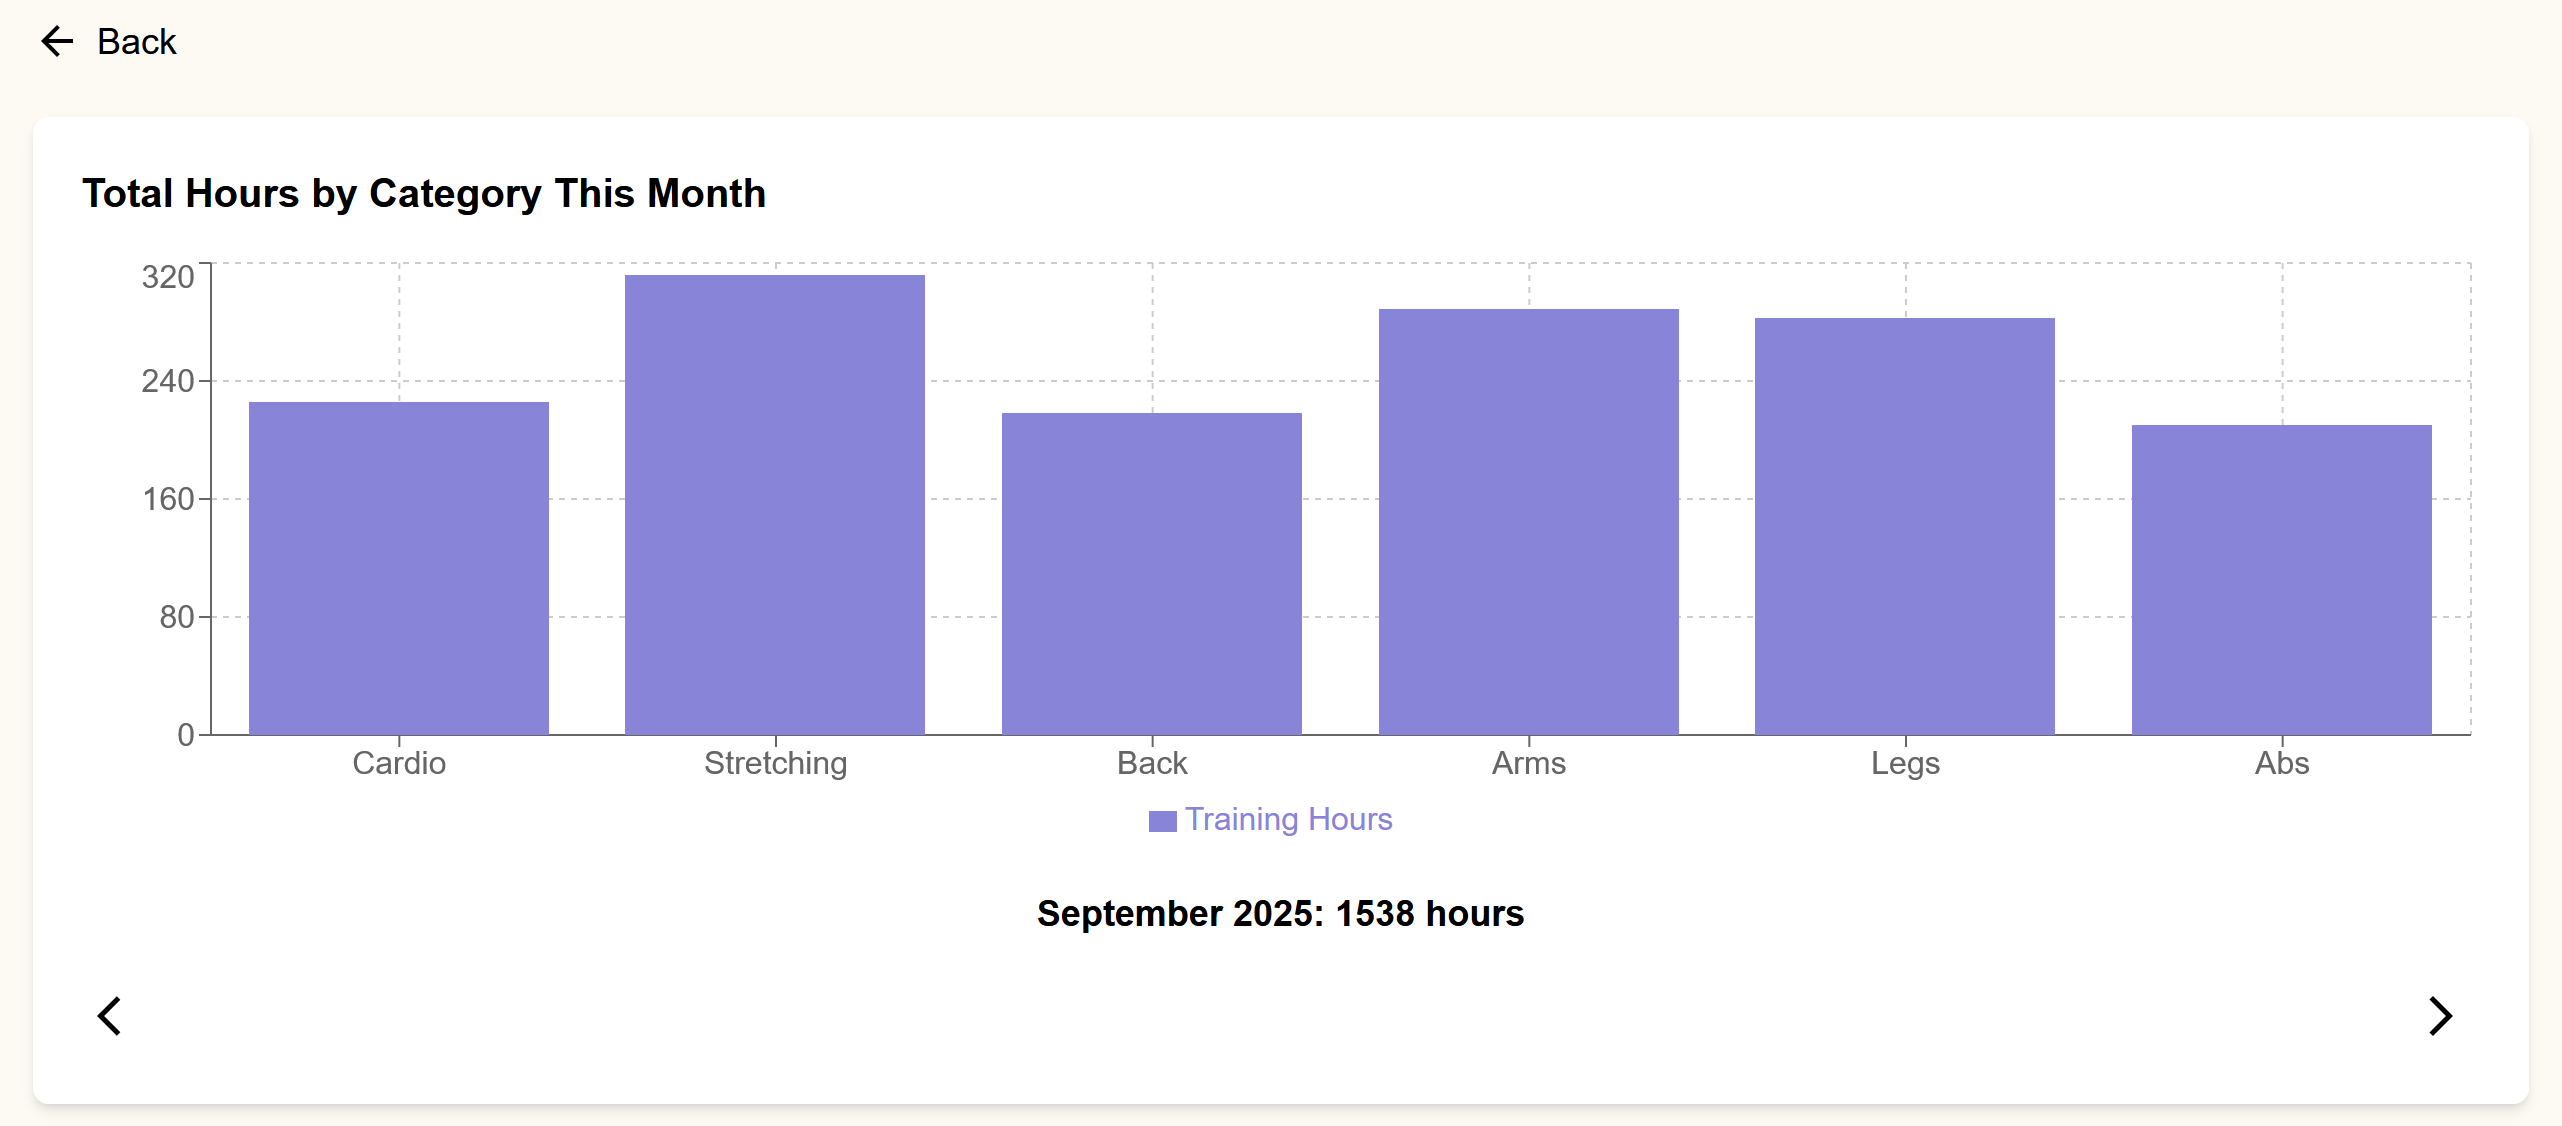 Back
Total Hours by Category This Month
320
240
160
80
0
Cardio Stretching Back Arms Legs Abs
Training Hours
September 2025: 1538 hours